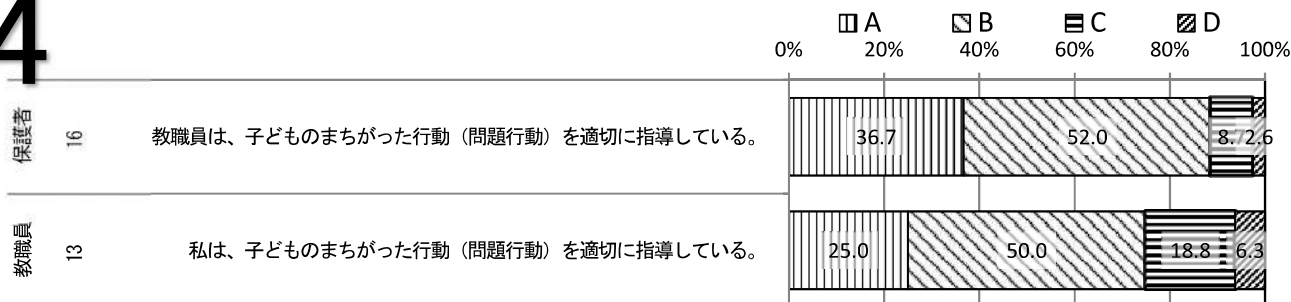 4
A B C D
0% 20% 40% 60% 80% 100%
保護者 16 教職員は、子どものまちがった行動（問題行動）を適切に指導している。 36.7 52.0 8.7 2.6
教職員 13 私は、子どものまちがった行動（問題行動）を適切に指導している。 25.0 50.0 18.8 6.3